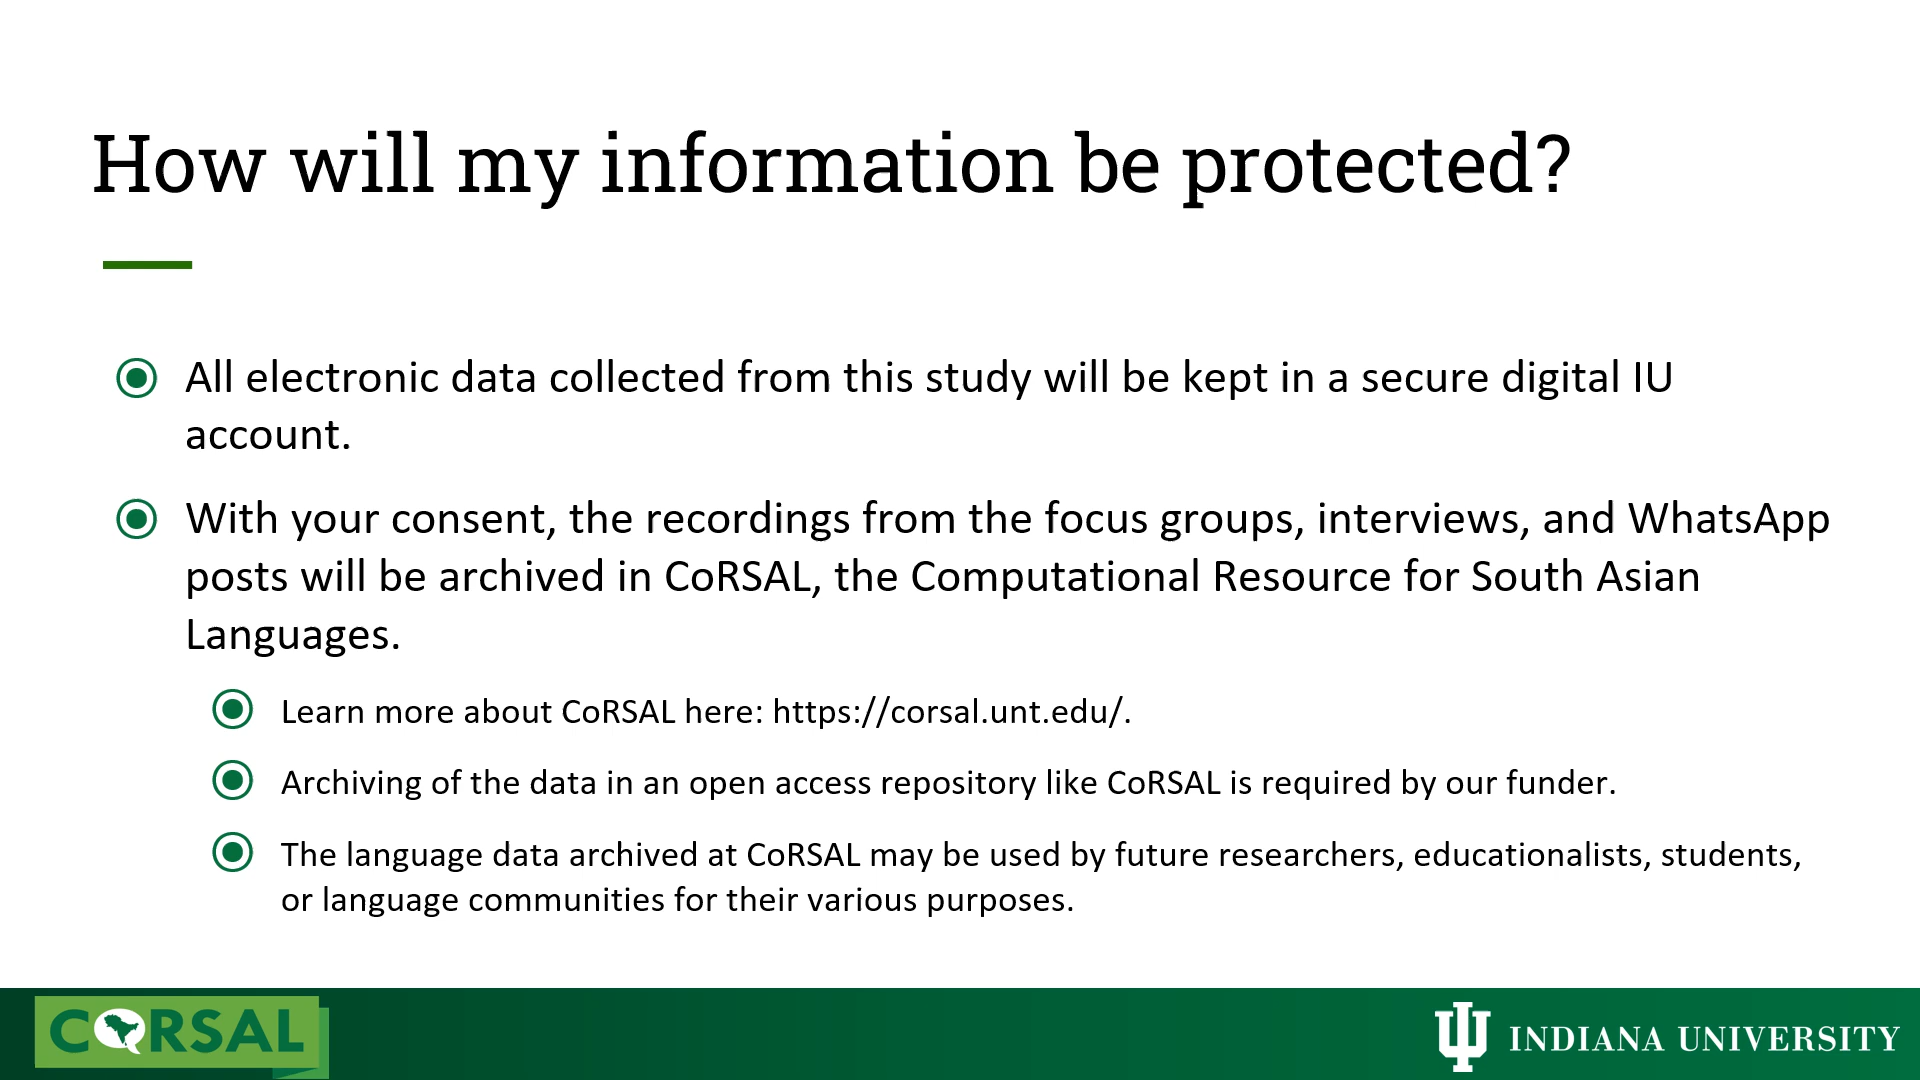 How will my information be protected?
All electronic data collected from this study will be kept in a secure digital IU
account.
With your consent, the recordings from the focus groups, interviews, and WhatsApp
posts will be archived in CoRSAL, the Computational Resource for South Asian
Languages.
Learn more about CoRSAL here: https://corsal.unt.edu/.
Archiving of the data in an open access repository like CoRSAL is required by our funder.
The language data archived at CoRSAL may be used by future researchers, educationalists, students,
or language communities for their various purposes.
CORSAL
INDIANA UNIVERSITY